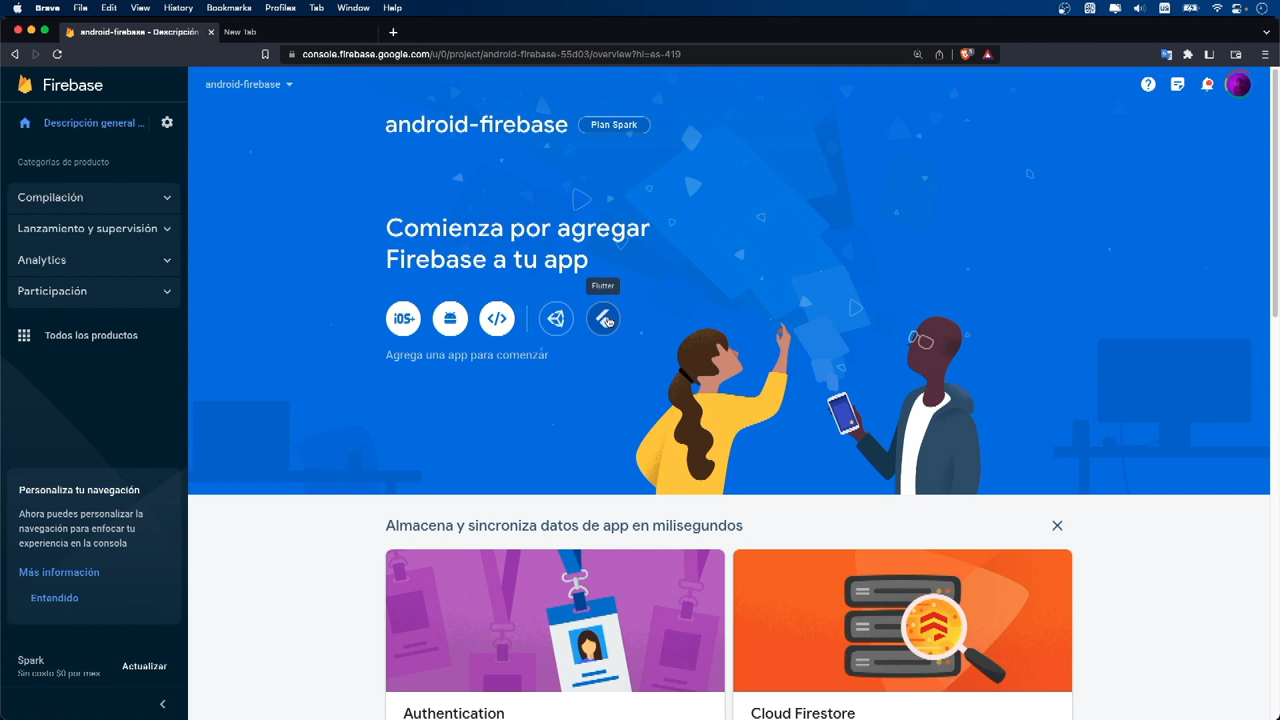 Brave File Edit View History Bookmarks Profiles Tab Window Help
android-firebase - Descripción
New Tab
console.firebase.google.com/u/0/project/android-firebase-55d03/overview?hl=es-419
Firebase
android-firebase
Descripción general ...
android-firebase
Plan Spark
Categorías de producto
Compilación
Lanzamiento y supervisión
Analytics
Participación
Todos los productos
Comienza por agregar
Firebase a tu app
Flutter
iOS+
Agrega una app para comenzar
Personaliza tu navegación
Ahora puedes personalizar la
navegación para enfocar tu
experiencia en la consola
Más información
Entendido
Spark
Sin costo $0 por mes
Actualizar
Almacena y sincroniza datos de app en milisegundos
Authentication
Cloud Firestore